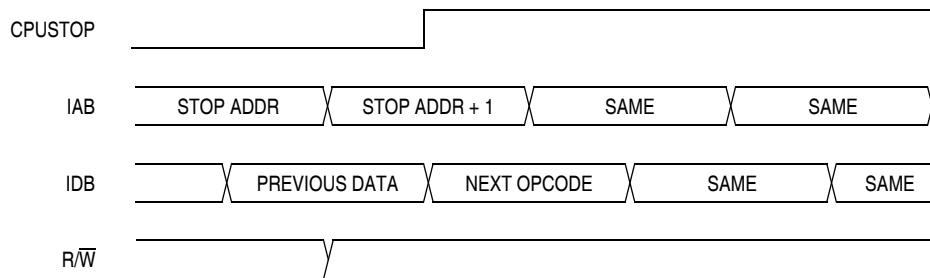 CPUSTOP
IAB STOP ADDR STOP ADDR + 1 SAME SAME
IDB PREVIOUS DATA NEXT OPCODE SAME SAME
R/W̅